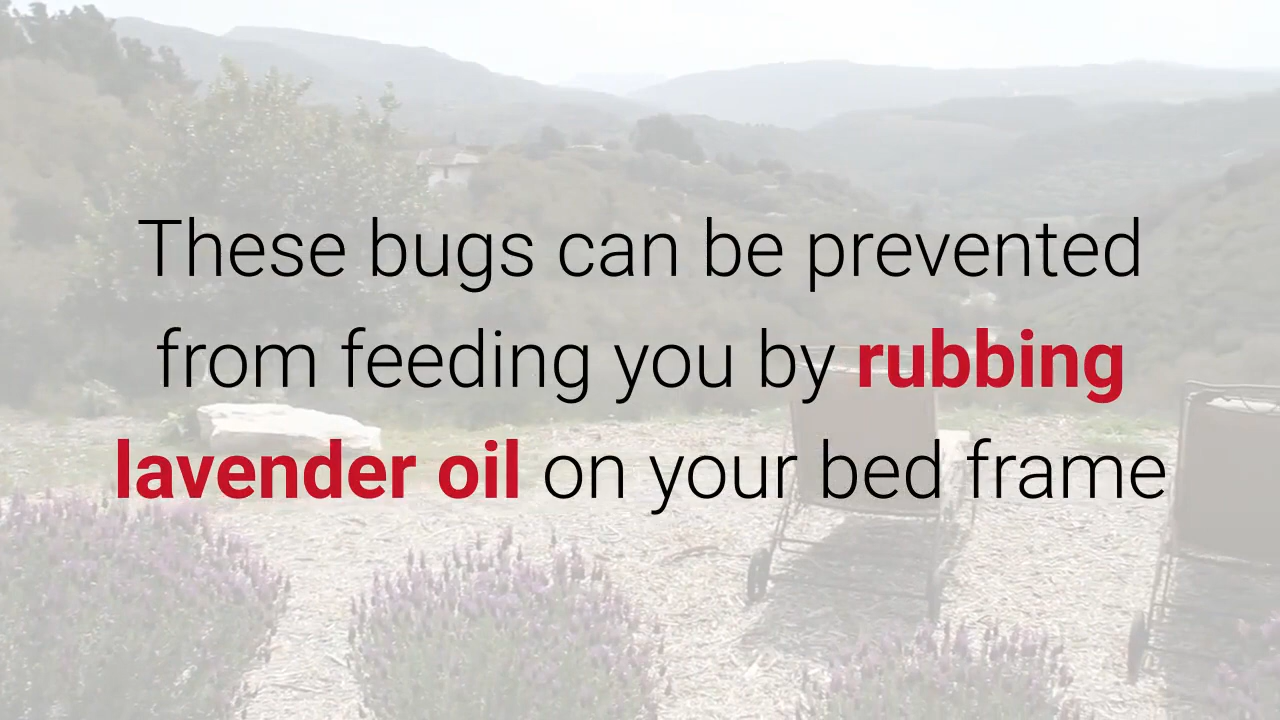 These bugs can be prevented
from feeding you by rubbing
lavender oil on your bed frame